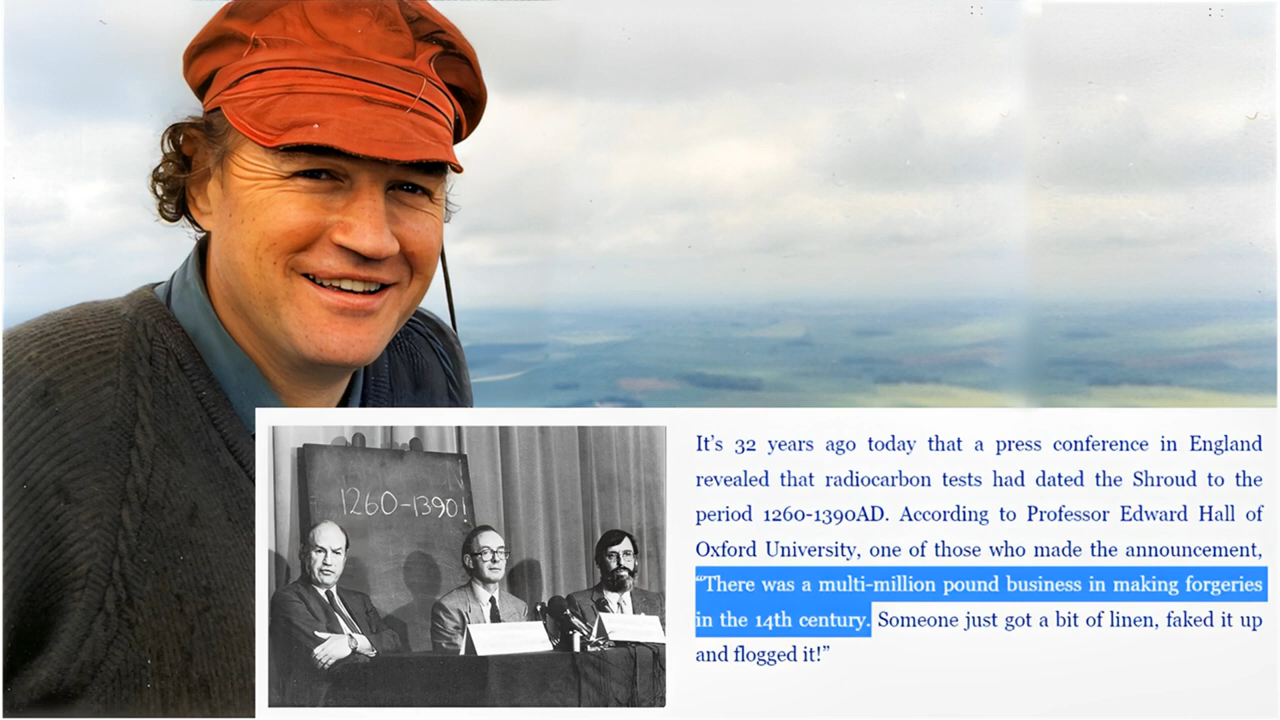 1260-1390!
It’s 32 years ago today that a press conference in England
revealed that radiocarbon tests had dated the Shroud to the
period 1260-1390AD. According to Professor Edward Hall of
Oxford University, one of those who made the announcement,
“‘There was a multi-million pound business in making forgeries
in the 14th century. Someone just got a bit of linen, faked it up
and flogged it!”